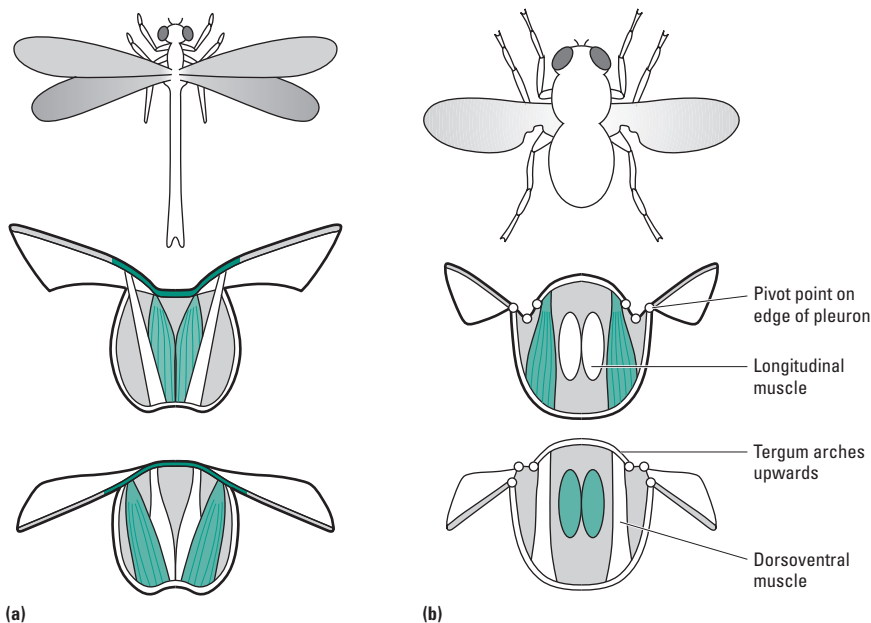 Pivot point on
edge of pleuron
Longitudinal
muscle
Tergum arches
upwards
Dorsoventral
muscle
(a)
(b)